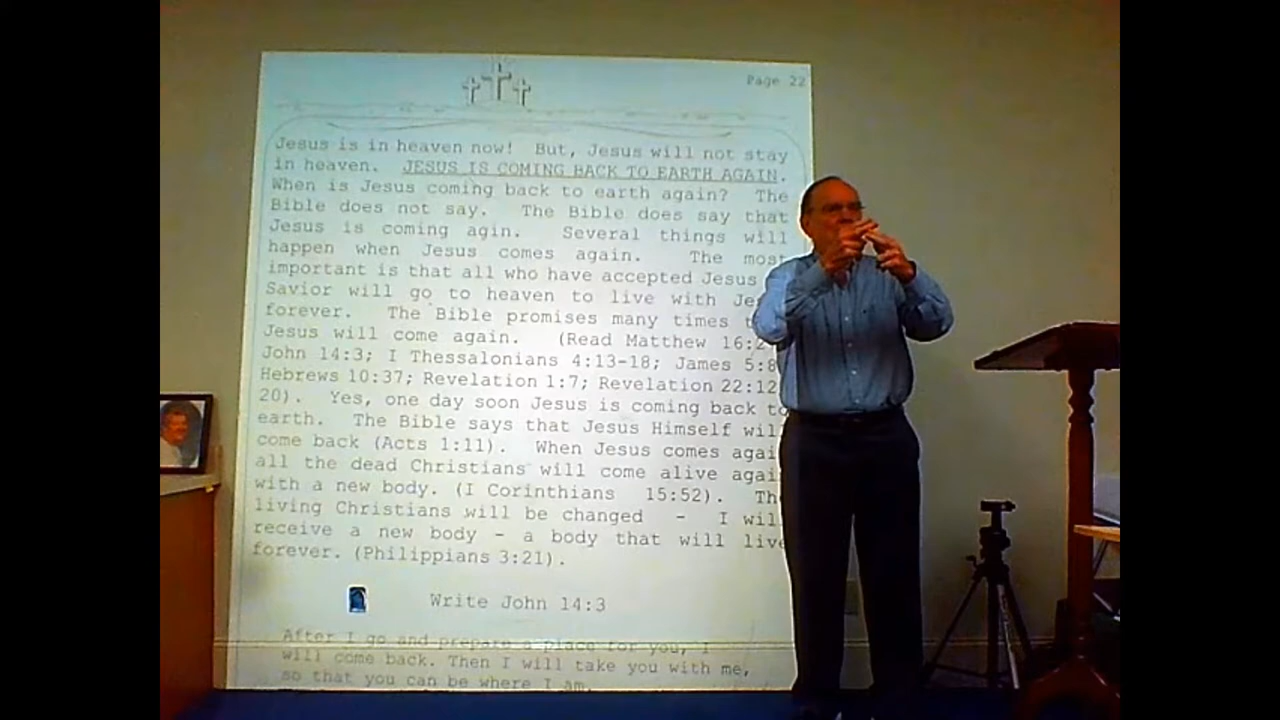 Page 22
Jesus is in heaven now! But, Jesus will not stay
in heaven. JESUS IS COMING BACK TO EARTH AGAIN.
When is Jesus coming back to earth again? The
Bible does not say. The Bible does say that
Jesus is coming agin. Several things will
happen when Jesus comes again. The most
important is that all who have accepted Jesus
Savior will go to heaven to live with
forever. The Bible promises many times
Jesus will come again. (Read Matthew
John 14:3; I Thessalonians 4:13-18; James 5:8
Hebrews 10:37; Revelation 1:7; Revelation 22:12
20). Yes, one day soon Jesus is coming back to
earth. The Bible says that Jesus Himself will
come back (Acts 1:11). When Jesus comes again
all the dead Christians will come alive again
with a new body. (I Corinthians 15:52). The
living Christians will be changed - I will
receive a new body - a body that will live
forever. (Philippians 3:21).
Write John 14:3
After I go and prepare a place for you, I
will come back. Then I will take you with me,
so that you can be where I am.